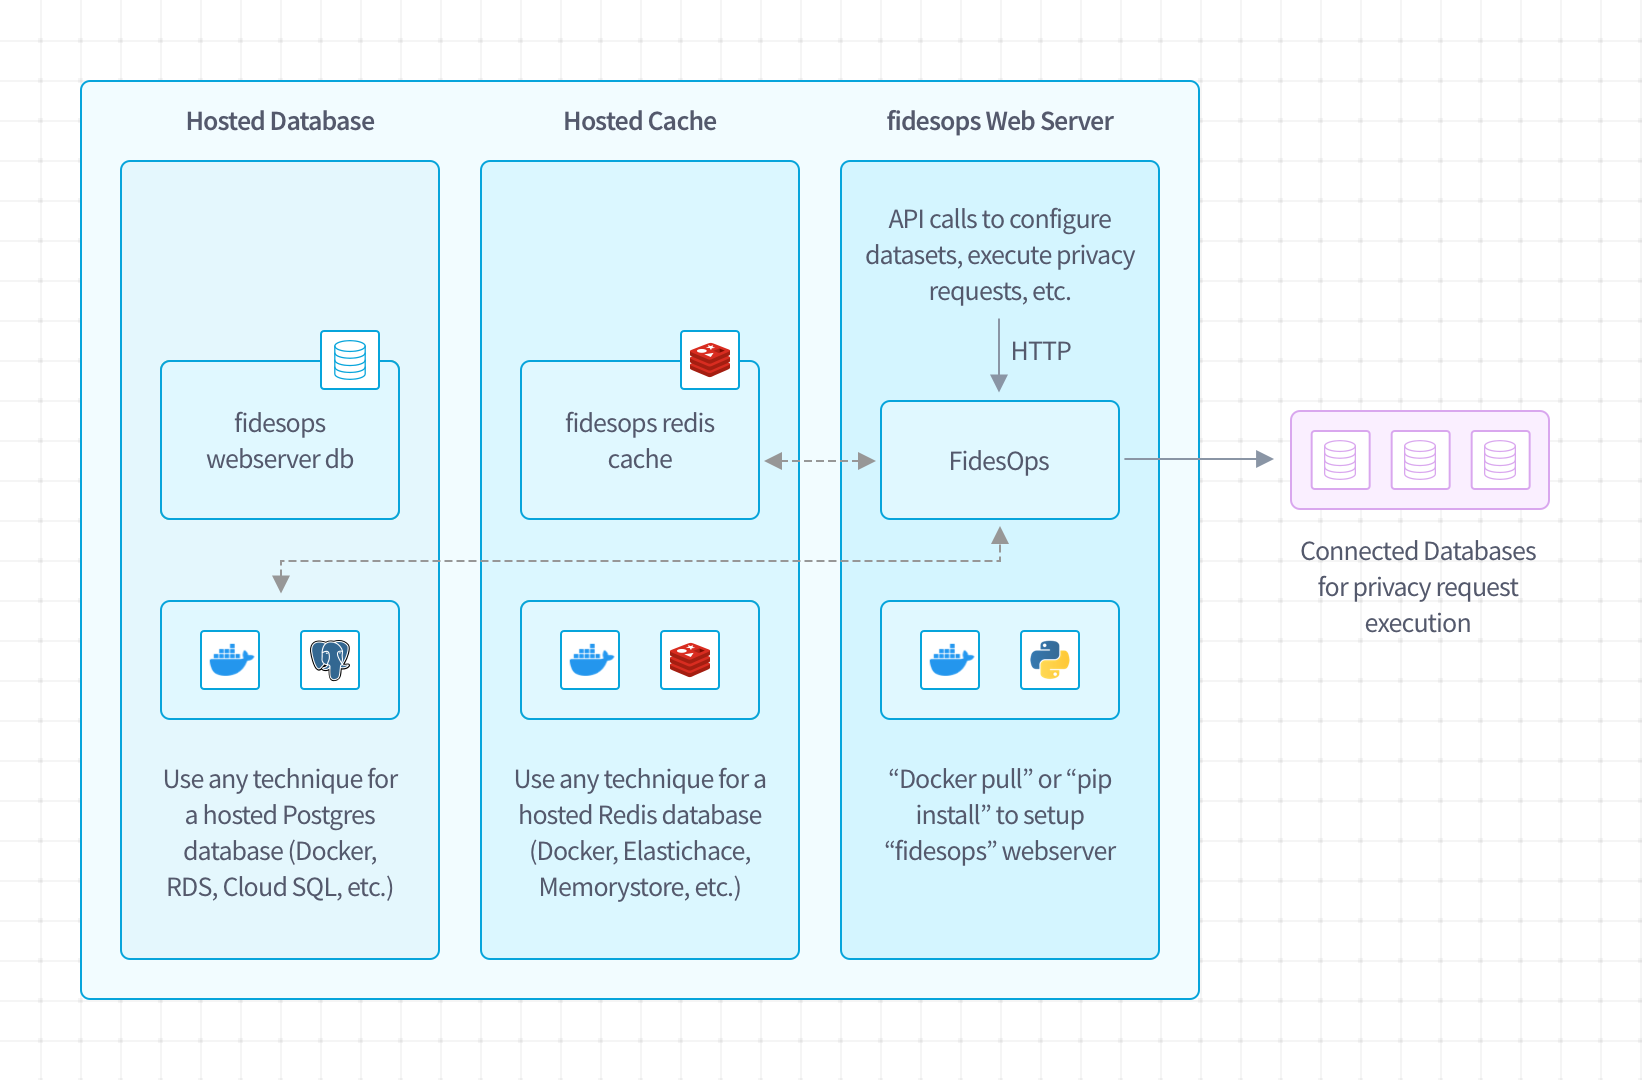 Hosted Database
Hosted Cache
fidesops Web Server
API calls to configure
datasets, execute privacy
requests, etc.
HTTP
fidesops
webserver db
fidesops redis
cache
FidesOps
Connected Databases
for privacy request
execution
Use any technique for
a hosted Postgres
database (Docker,
RDS, Cloud SQL, etc.)
Use any technique for a
hosted Redis database
(Docker, Elastichace,
Memorystore, etc.)
“Docker pull” or “pip
install” to setup
“fidesops” webserver